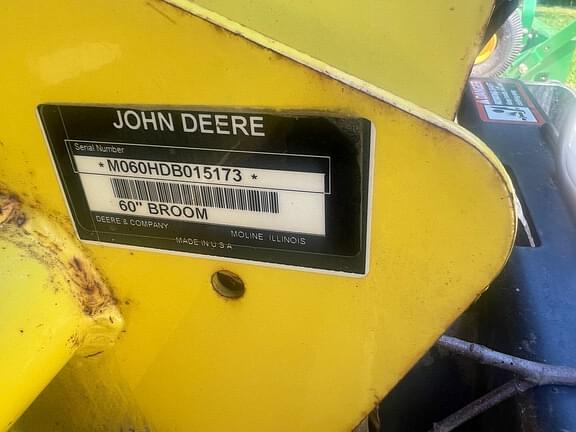 JOHN DEERE
Serial Number
*M060HDB015173 *
60" BROOM
DEERE & COMPANY MOLINE ILLINOIS
MADE IN U S A